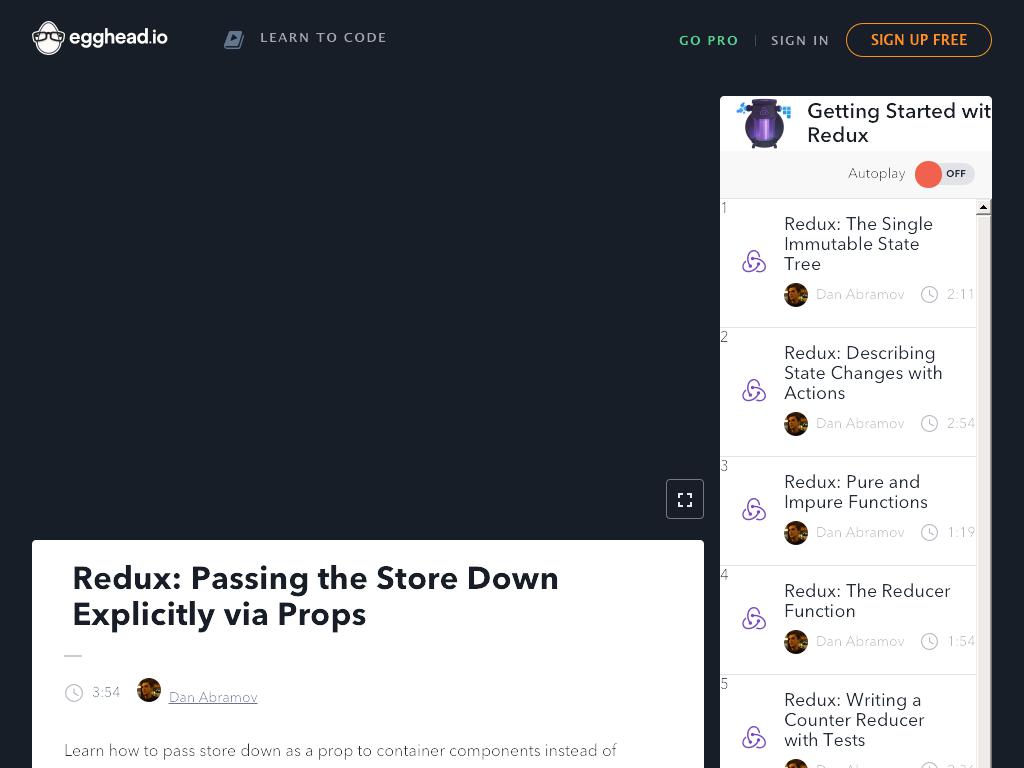 egghead.io
LEARN TO CODE
GO PRO
SIGN IN
SIGN UP FREE
Getting Started wit
Redux
Autoplay
OFF
1
Redux: The Single
Immutable State
Tree
Dan Abramov 2:11
2
Redux: Describing
State Changes with
Actions
Dan Abramov 2:54
3
Redux: Pure and
Impure Functions
Dan Abramov 1:19
4
Redux: The Reducer
Function
Dan Abramov 1:54
5
Redux: Writing a
Counter Reducer
with Tests
Redux: Passing the Store Down
Explicitly via Props
3:54 Dan Abramov
Learn how to pass store down as a prop to container components instead of